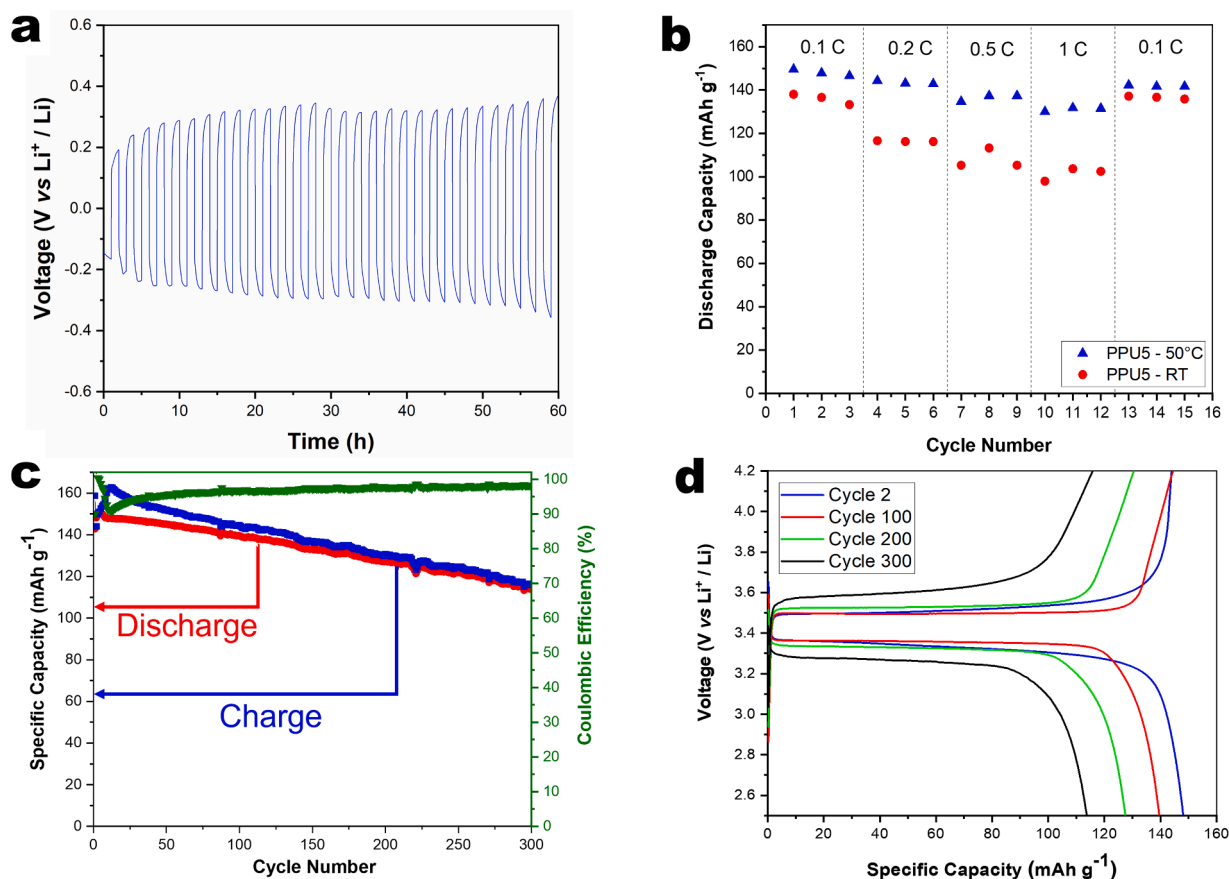 a
0.6
0.4
0.2
0.0
-0.2
-0.4
-0.6
Voltage (V vs Li⁺ / Li)
0 10 20 30 40 50 60
Time (h)
b
160
140
120
100
80
60
40
20
0
Discharge Capacity (mAh g⁻¹)
0.1 C 0.2 C 0.5 C 1 C 0.1 C
PPU5 - 50°C
PPU5 - RT
0 1 2 3 4 5 6 7 8 9 10 11 12 13 14 15 16
Cycle Number
c
160
140
120
100
80
60
40
20
0
Specific Capacity (mAh g⁻¹)
Discharge
Charge
100
90
80
70
60
50
40
30
20
10
0
Coulombic Efficiency (%)
0 50 100 150 200 250 300
Cycle Number
d
4.2
3.9
3.6
3.4
3.3
3.0
2.8
2.6
Voltage (V vs Li⁺ / Li)
Cycle 2
Cycle 100
Cycle 200
Cycle 300
0 20 40 60 80 100 120 140 160
Specific Capacity (mAh g⁻¹)